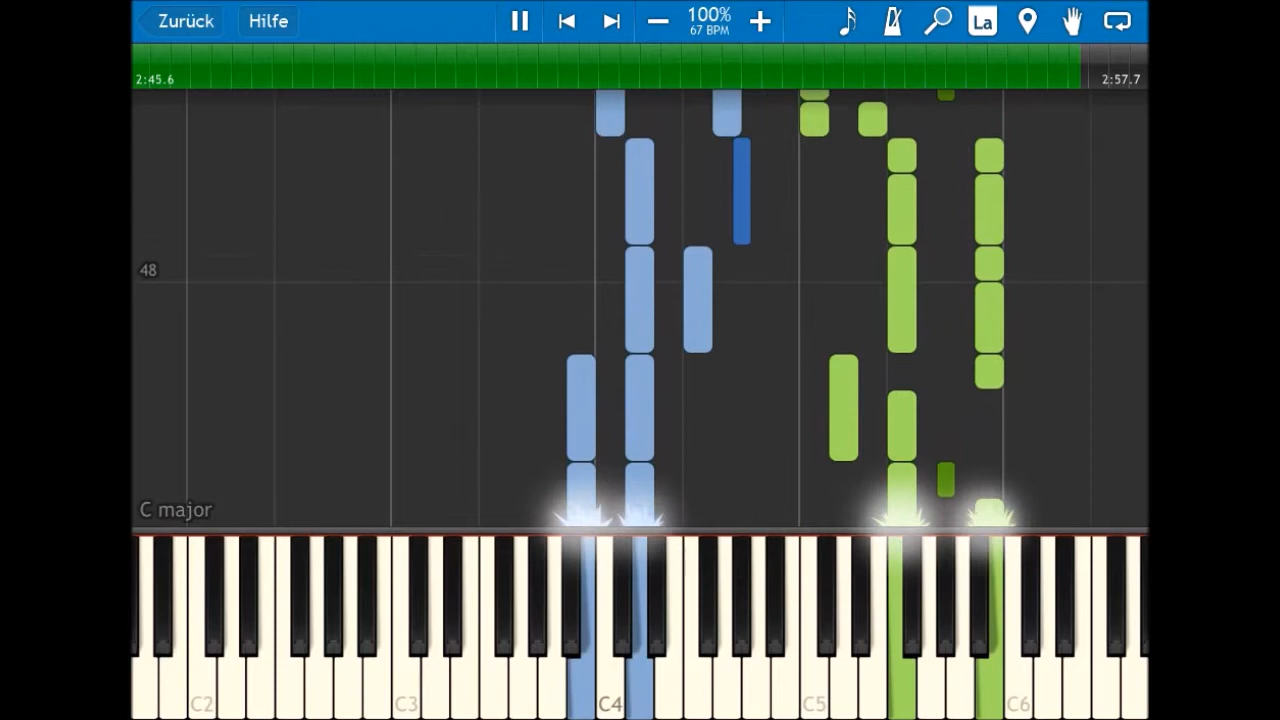 Zurück
Hilfe
100%
67 BPM
La
2:45.6
2:57.7
48
C major
C2
C3
C4
C5
C6